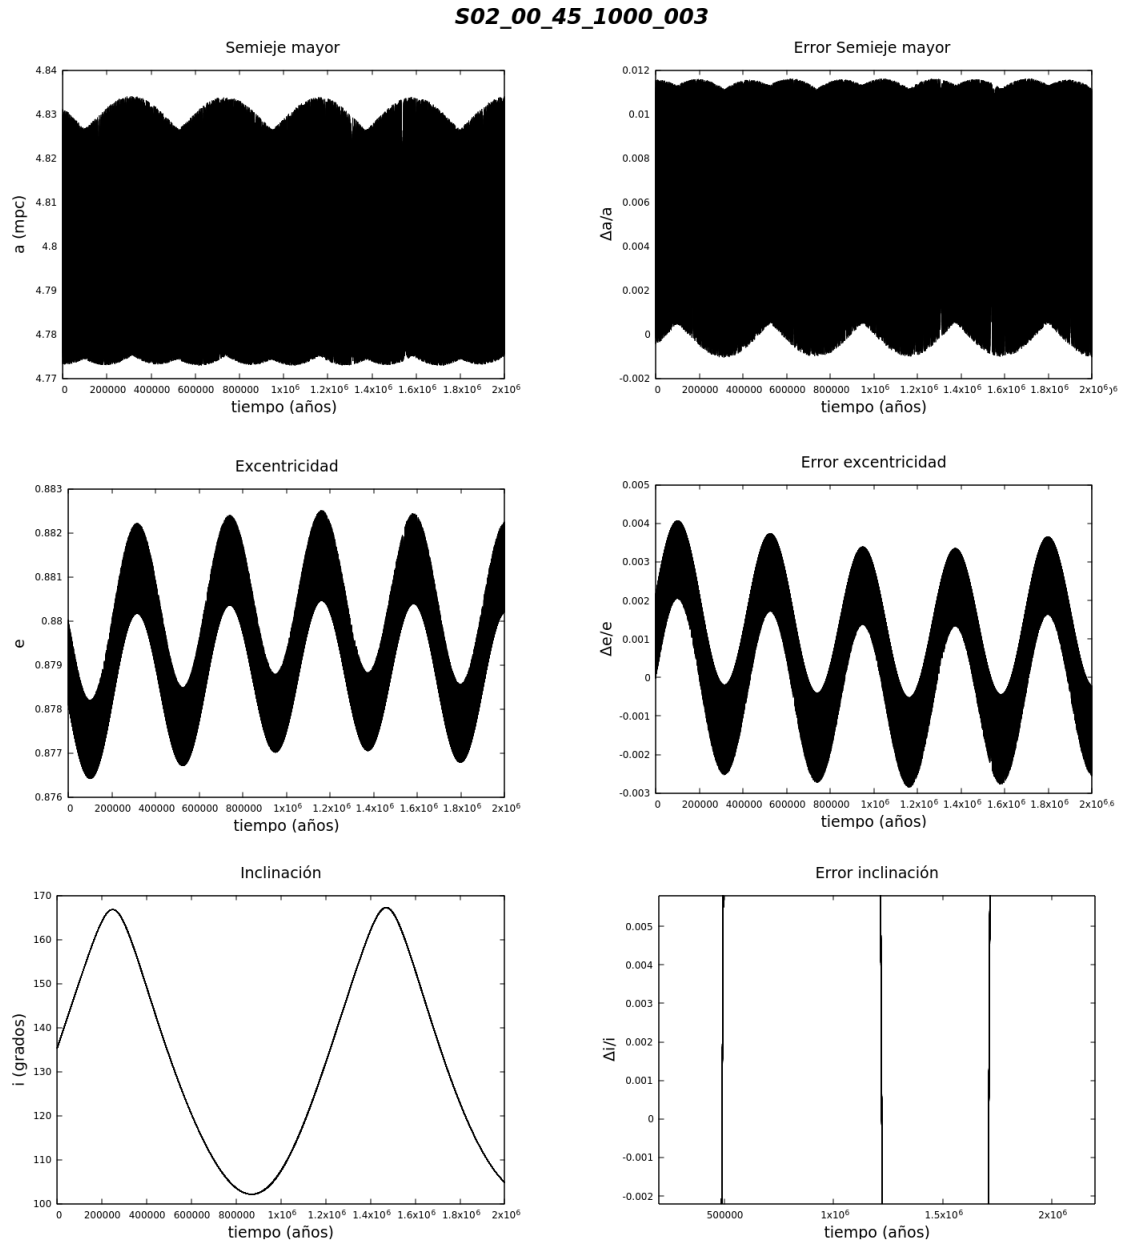 S02_00_45_1000_003
Semieje mayor
4.84
4.83
4.82
4.81
4.8
4.79
4.78
4.77
a (mpc)
0 200000 400000 600000 800000 1x10⁶ 1.2x10⁶ 1.4x10⁶ 1.6x10⁶ 1.8x10⁶ 2x10⁶
tiempo (años)
Error Semieje mayor
0.012
0.01
0.008
0.006
0.004
0.002
0
-0.002
Δa/a
0 200000 400000 600000 800000 1x10⁶ 1.2x10⁶ 1.4x10⁶ 1.6x10⁶ 1.8x10⁶ 2x10⁶
tiempo (años)
Excentricidad
0.883
0.882
0.881
0.88
0.879
0.878
0.877
0.876
e
0 200000 400000 600000 800000 1x10⁶ 1.2x10⁶ 1.4x10⁶ 1.6x10⁶ 1.8x10⁶ 2x10⁶
tiempo (años)
Error excentricidad
0.005
0.004
0.003
0.002
0.001
0
-0.001
-0.002
-0.003
Δe/e
0 200000 400000 600000 800000 1x10⁶ 1.2x10⁶ 1.4x10⁶ 1.6x10⁶ 1.8x10⁶ 2x10⁶
tiempo (años)
Inclinación
170
160
150
140
130
120
110
100
i (grados)
0 200000 400000 600000 800000 1x10⁶ 1.2x10⁶ 1.4x10⁶ 1.6x10⁶ 1.8x10⁶ 2x10⁶
tiempo (años)
Error inclinación
0.005
0.004
0.003
0.002
0.001
0
-0.001
-0.002
Δi/i
500000 1x10⁶ 1.5x10⁶ 2x10⁶
tiempo (años)